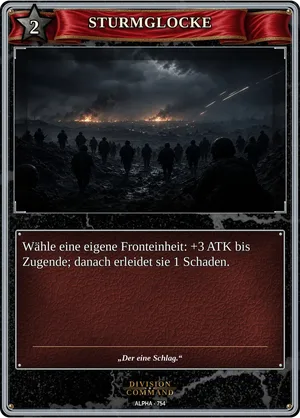 STURMGLOCKE
2
Wähle eine eigene Fronteinheit: +3 ATK bis
Zugende; danach erleidet sie 1 Schaden.
„Der eine Schlag.“
DIVISION
COMMAND
ALPHA - 754